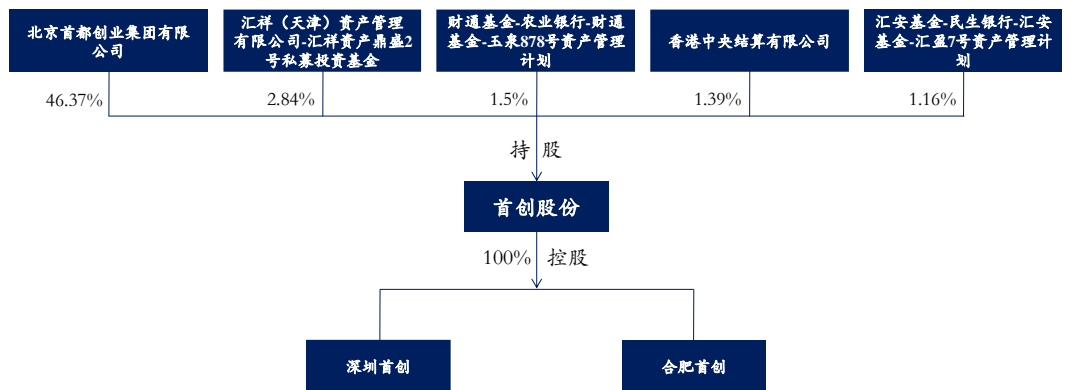 北京首都创业集团有限
公司
汇祥（天津）资产管理
有限公司-汇祥资产鼎盛2
号私募投资基金
财通基金-农业银行-财通
基金-玉泉878号资产管理
计划
香港中央结算有限公司
汇安基金-民生银行-汇安
基金-汇盈7号资产管理计
划
46.37%
2.84%
1.5%
1.39%
1.16%
持 股
首创股份
100% 控股
深圳首创
合肥首创